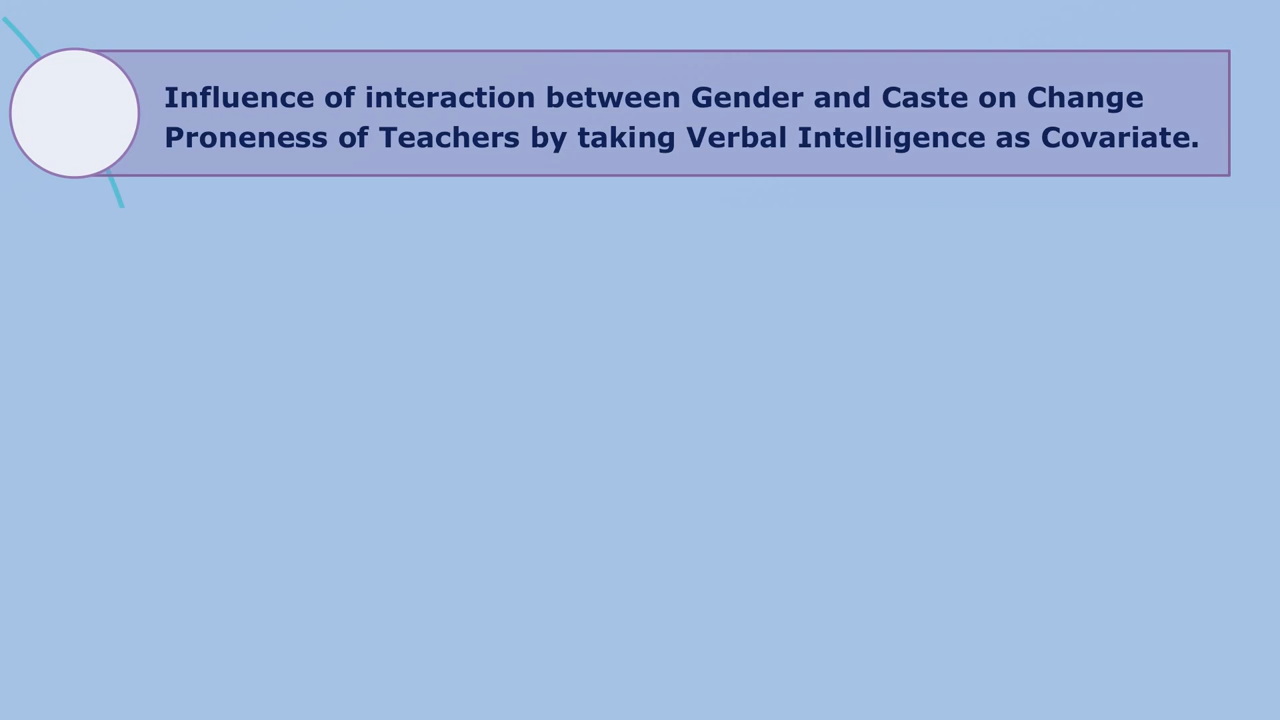 Influence of interaction between Gender and Caste on Change
Proneness of Teachers by taking Verbal Intelligence as Covariate.